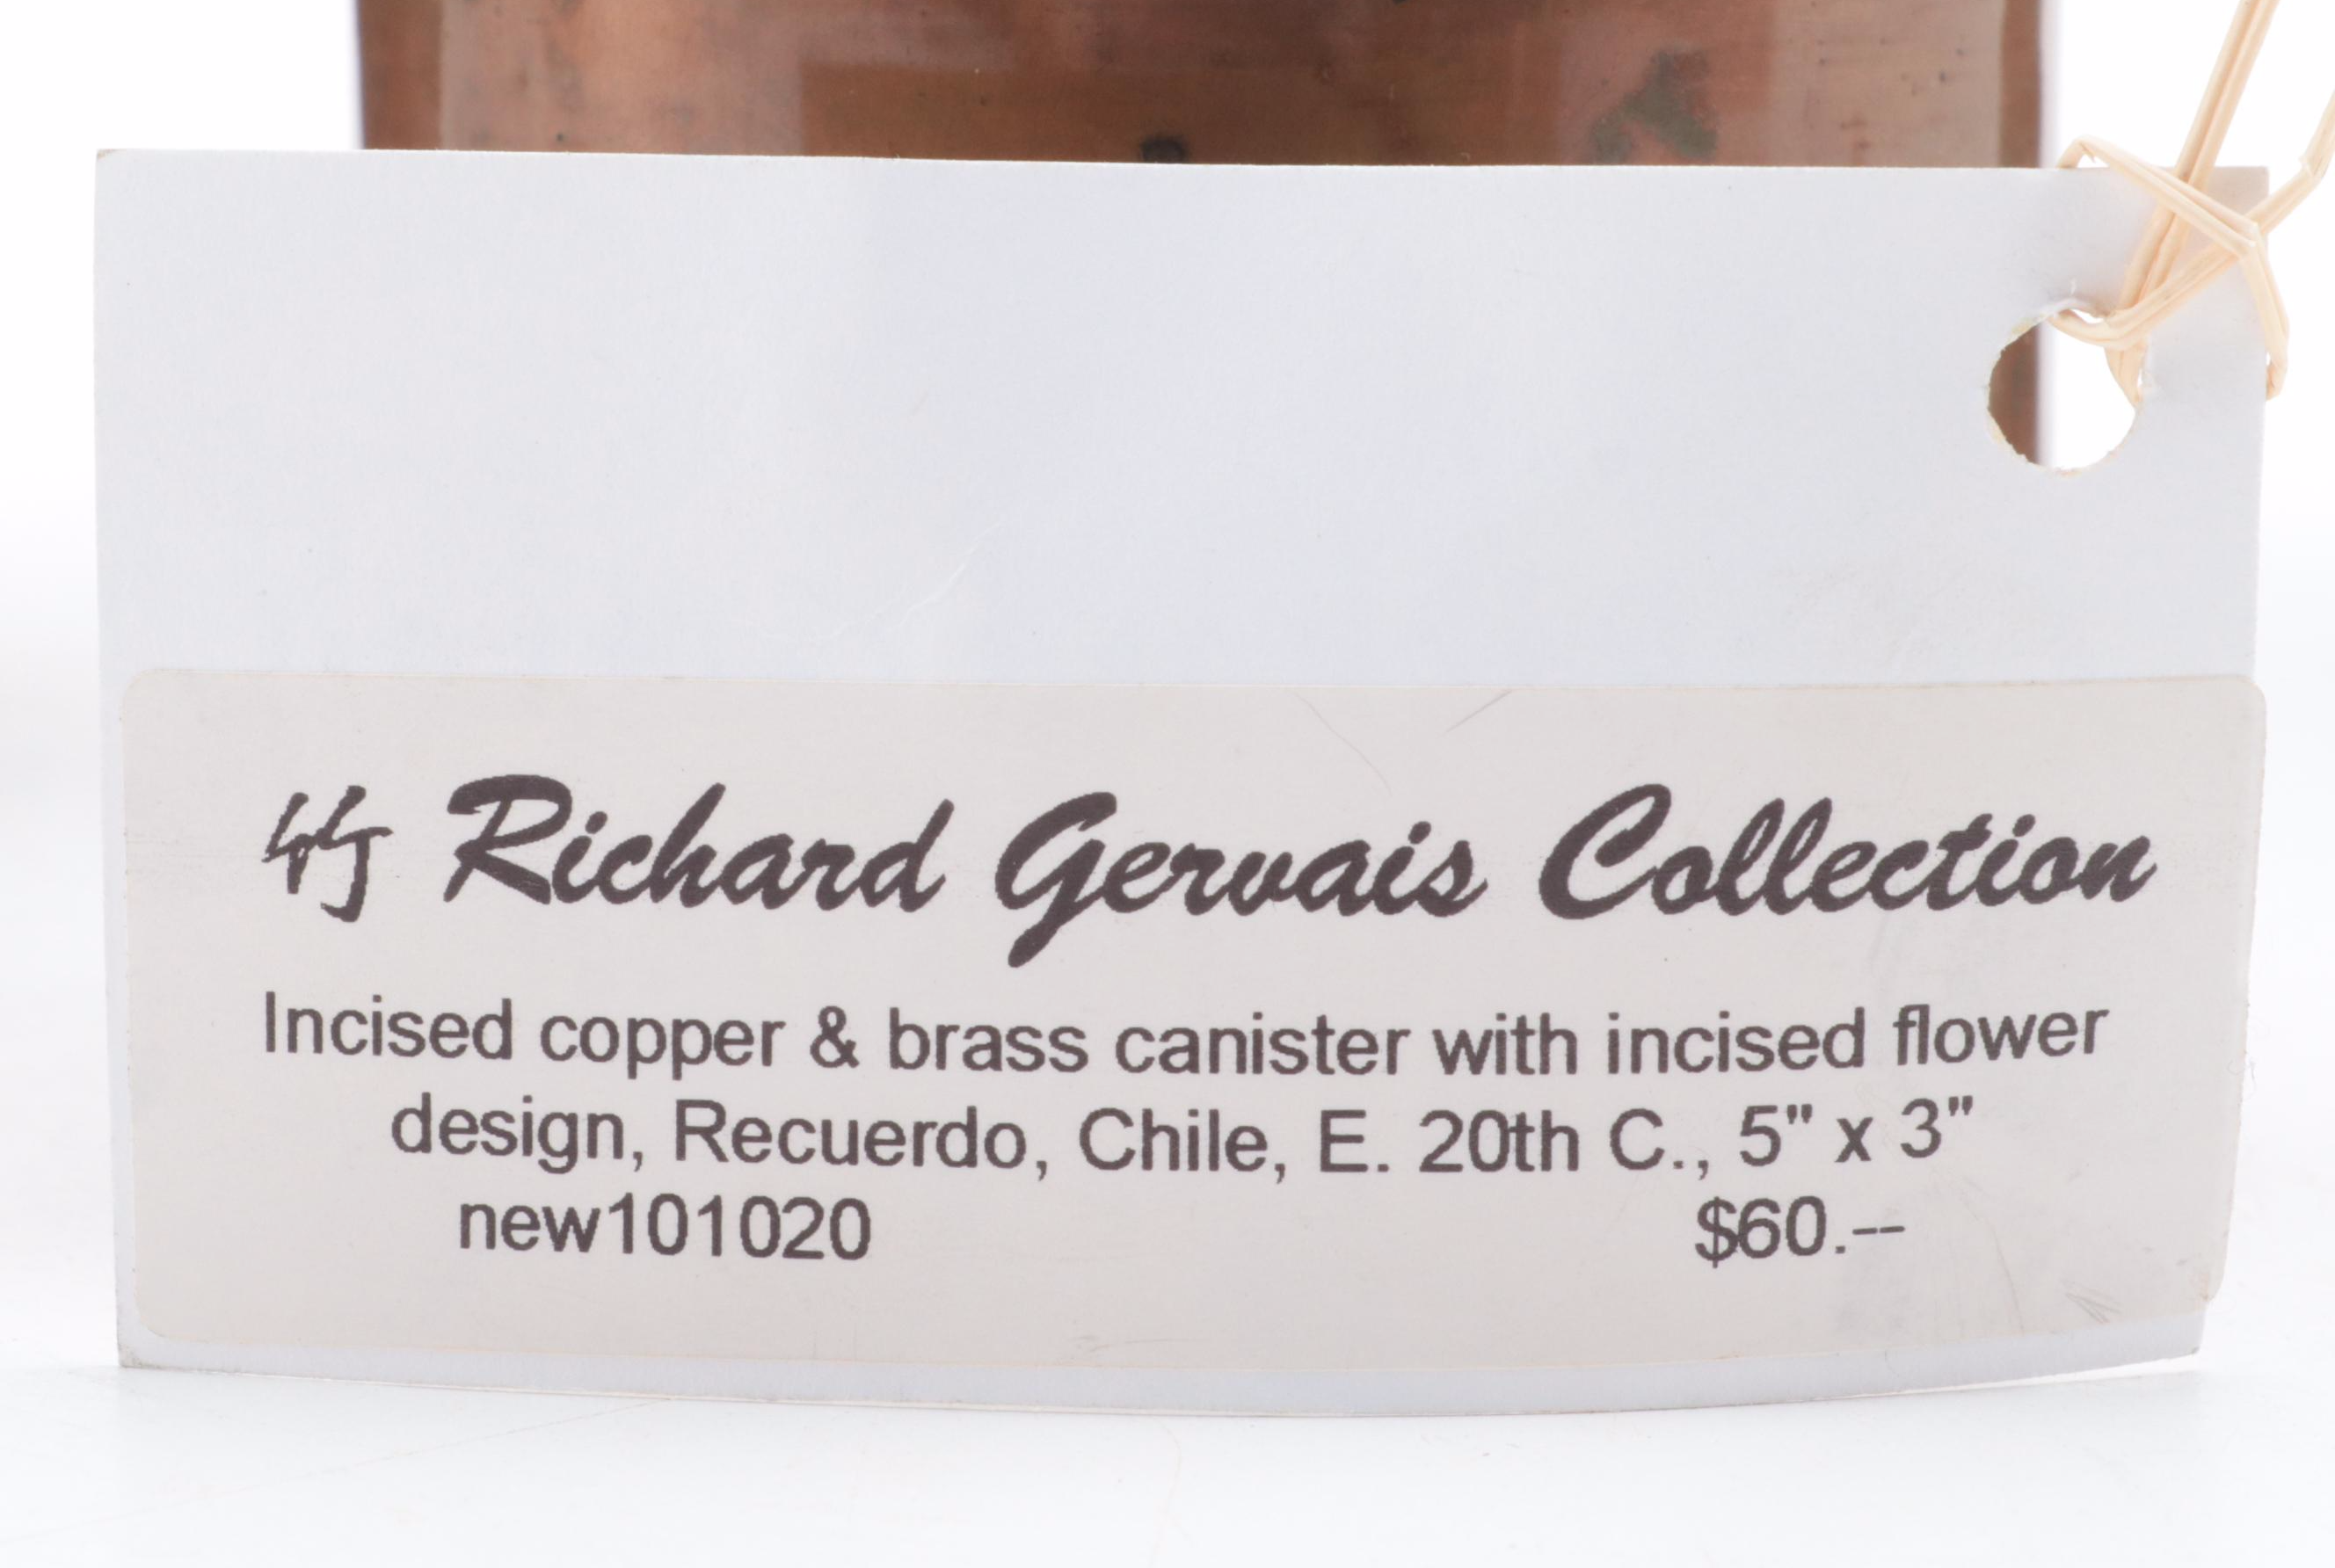 Richard Gervais Collection
Incised copper & brass canister with incised flower
design, Recuerdo, Chile, E. 20th C., 5" x 3"
new101020 $60.--